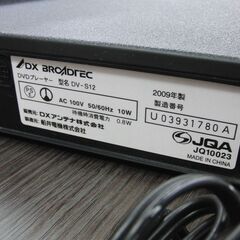 DX BROADTEC
DVDプレーヤー 型名 DV-S12
2009年製
製造番号
AC 100V 50/60Hz 10W
待機時消費電力 0.8W
U03931780A
販売元 DXアンテナ株式会社
製造元 船井電機株式会社
JQA
JQ10023